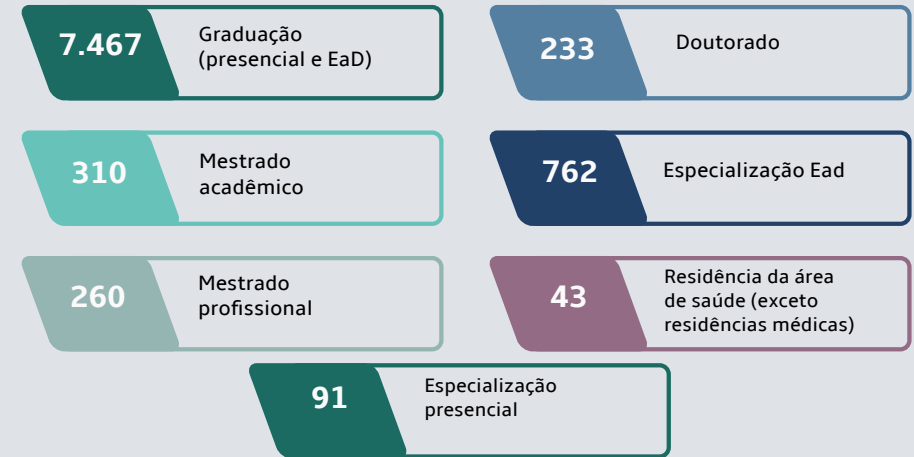 7.467
Graduação
(presencial e EaD)
233
Doutorado
310
Mestrado
acadêmico
762
Especialização Ead
260
Mestrado
profissional
43
Residência da área
de saúde (exceto
residências médicas)
91
Especialização
presencial